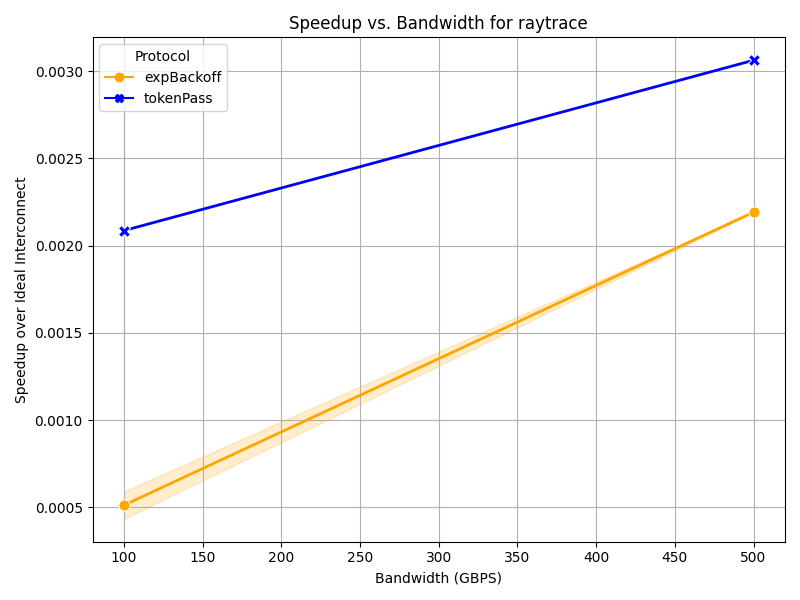 Speedup vs. Bandwidth for raytrace
Protocol
expBackoff
tokenPass
Speedup over Ideal Interconnect
0.0030
0.0025
0.0020
0.0015
0.0010
0.0005
100 150 200 250 300 350 400 450 500
Bandwidth (GBPS)